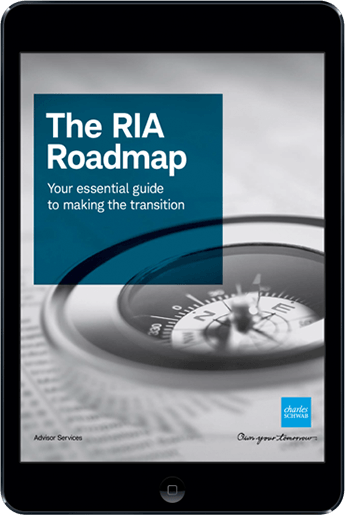 The RIA
Roadmap
Your essential guide
to making the transition
N
E
charles
SCHWAB
Advisor Services
Own your tomorrow